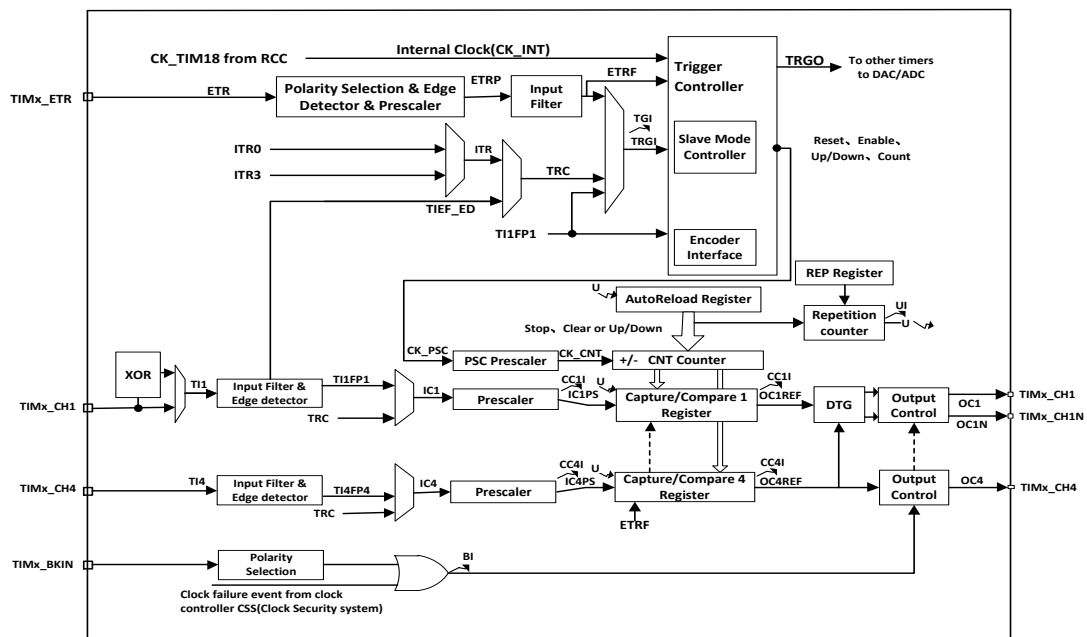 Internal Clock(CK_INT)
CK_TIM18 from RCC
TRGO
To other timers
to DAC/ADC
ETRF
Trigger
Controller
TIMx_ETR
ETR
Polarity Selection & Edge
Detector & Prescaler
ETRP
Input
Filter
TGI
TRGI
Slave Mode
Controller
Reset、Enable、
Up/Down、Count
ITR0
ITR
ITR3
TRC
TIEF_ED
TI1FP1
Encoder
Interface
REP Register
U
AutoReload Register
Repetition
counter
UI
U
Stop、Clear or Up/Down
CK_PSC
PSC Prescaler
CK_CNT
+/- CNT Counter
XOR
TI1
Input Filter &
Edge detector
TI1FP1
TRC
IC1
Prescaler
CC1I
IC1PS
U
Capture/Compare 1
Register
CC1I
OC1REF
DTG
Output
Control
OC1
OC1N
TIMx_CH1
TIMx_CH1
TIMx_CH1N
TIMx_CH4
TI4
Input Filter &
Edge detector
TI4FP4
TRC
IC4
Prescaler
CC4I
IC4PS
U
Capture/Compare 4
Register
CC4I
OC4REF
ETRF
Output
Control
OC4
TIMx_CH4
TIMx_BKIN
Polarity
Selection
BI
Clock failure event from clock
controller CSS(Clock Security system)